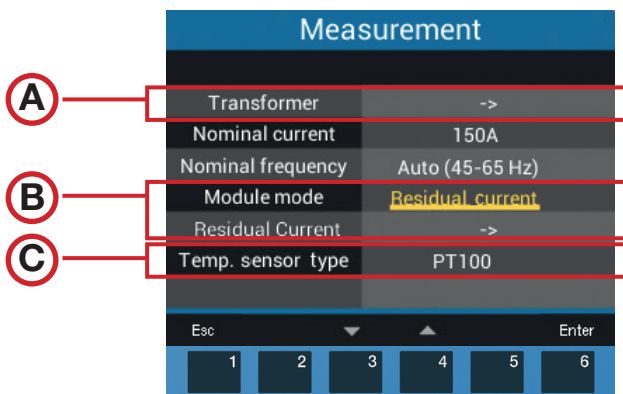 Measurement
A Transformer ->
Nominal current 150A
Nominal frequency Auto (45-65 Hz)
B Module mode Residual current
Residual Current ->
C Temp. sensor type PT100
Esc Enter
1 2 3 4 5 6